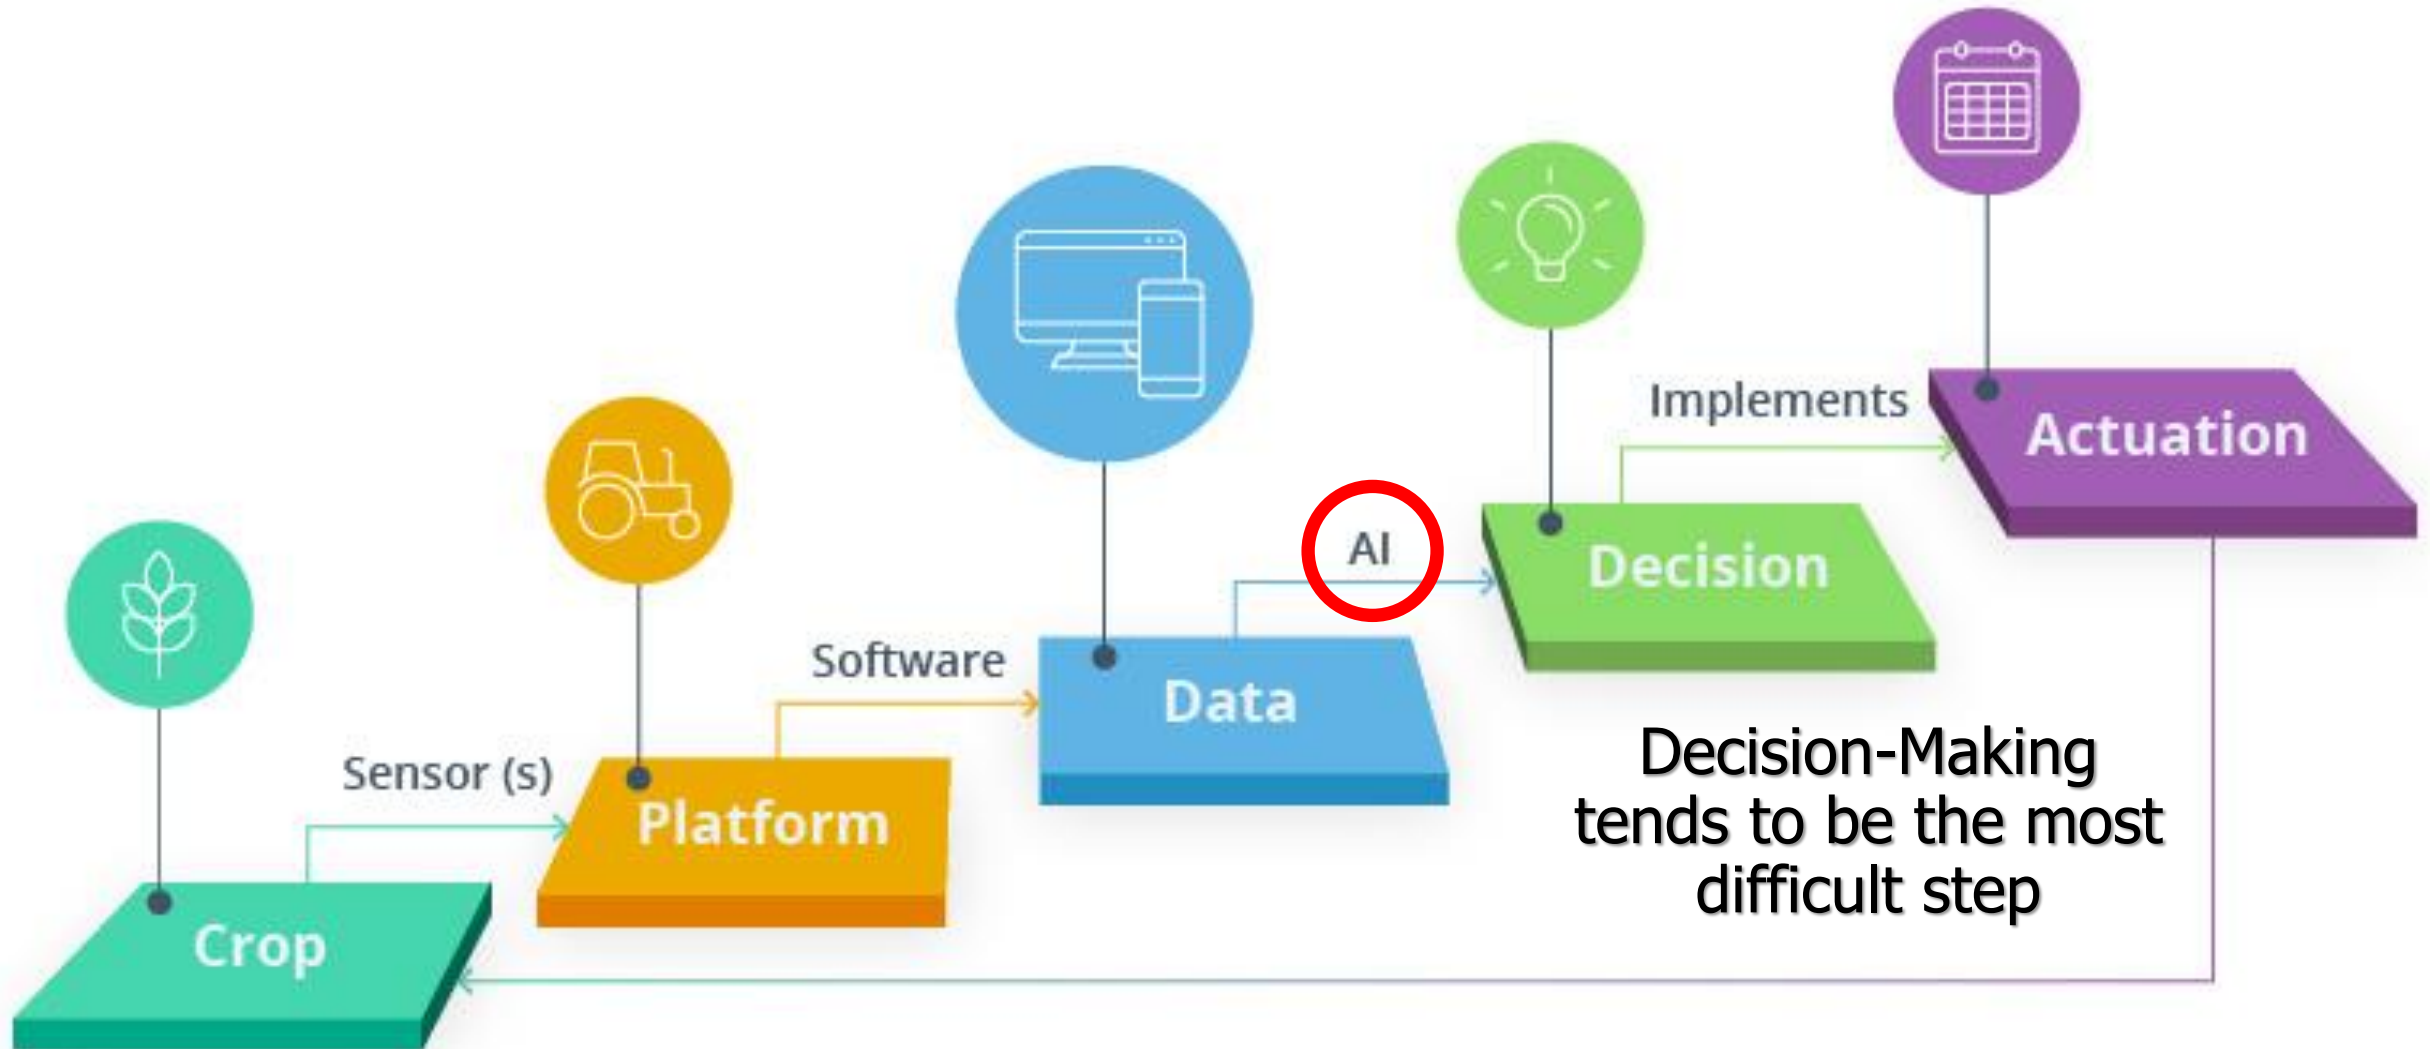 Crop
Sensor (s)
Platform
Software
Data
AI
Decision
Implements
Actuation
Decision-Making
tends to be the most
difficult step